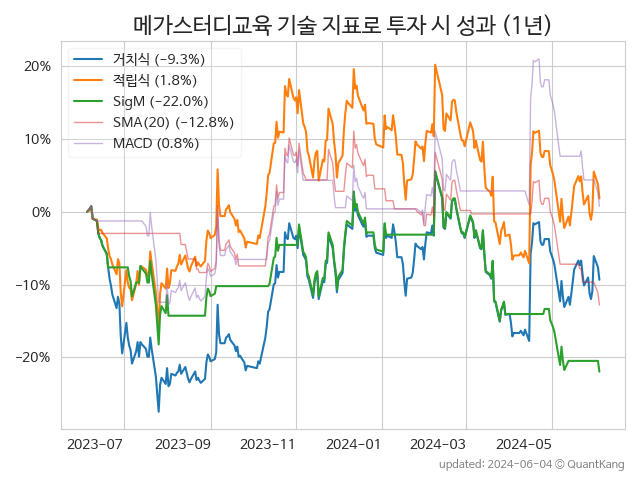 메가스터디교육 기술 지표로 투자 시 성과 (1년)
20%
10%
0%
−10%
−20%
거치식 (−9.3%)
적립식 (1.8%)
SigM (−22.0%)
SMA(20) (−12.8%)
MACD (0.8%)
2023-07
2023-09
2023-11
2024-01
2024-03
2024-05
updated: 2024-06-04 © QuantKang